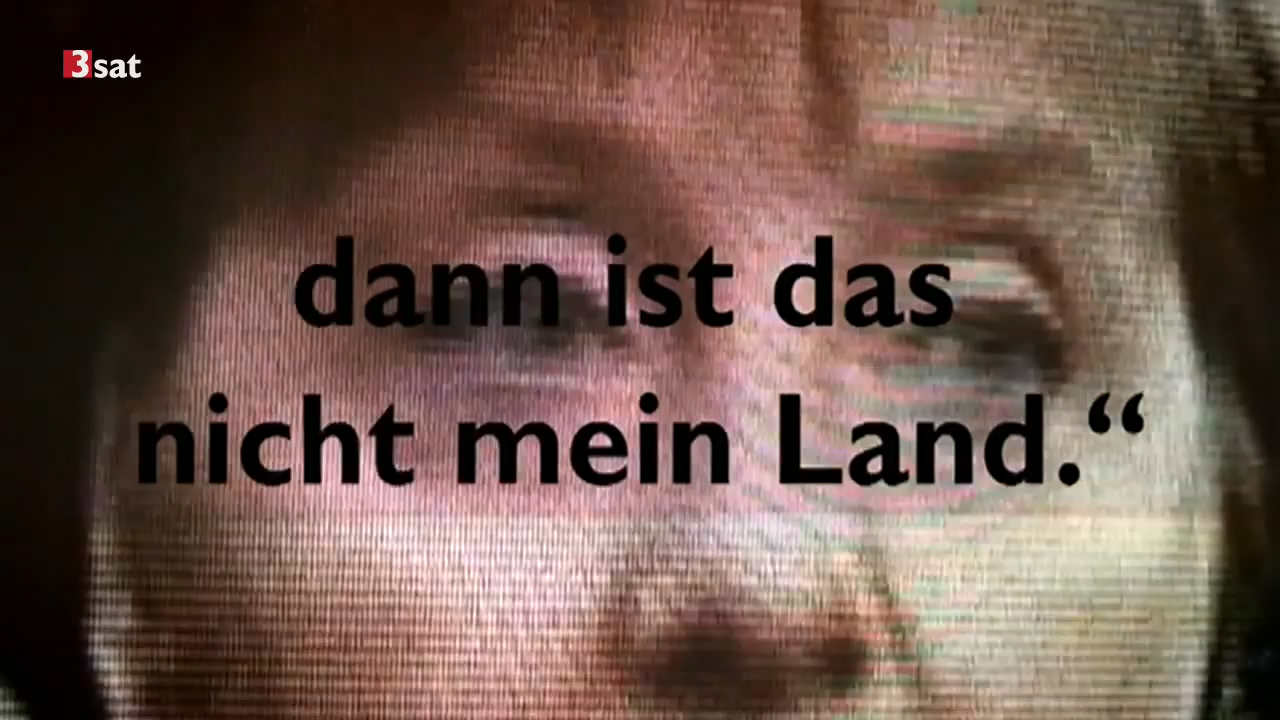 3sat
dann ist das
nicht mein Land.“